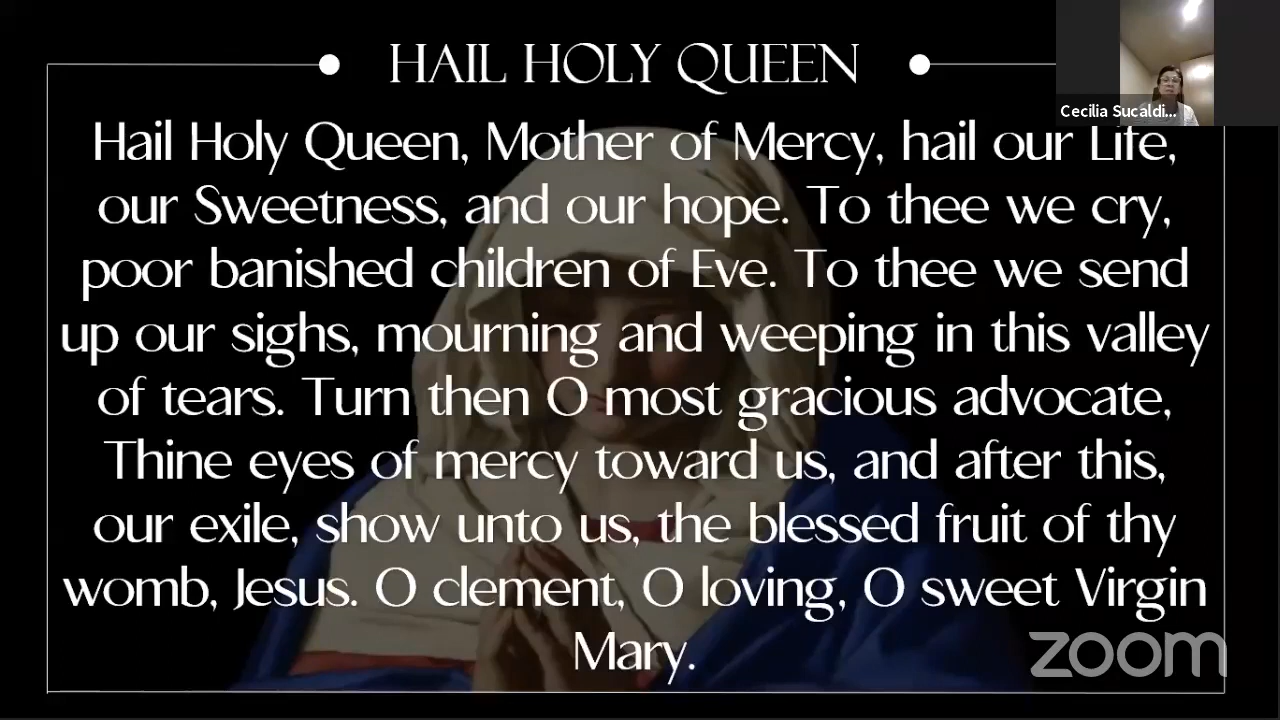 HAIL HOLY QUEEN
Cecilia Sucaldi...
Hail Holy Queen, Mother of Mercy, hail our Life,
our Sweetness, and our hope. To thee we cry,
poor banished children of Eve. To thee we send
up our sighs, mourning and weeping in this valley
of tears. Turn then O most gracious advocate,
Thine eyes of mercy toward us, and after this,
our exile, show unto us, the blessed fruit of thy
womb, Jesus. O clement, O loving, O sweet Virgin
Mary.
zoom